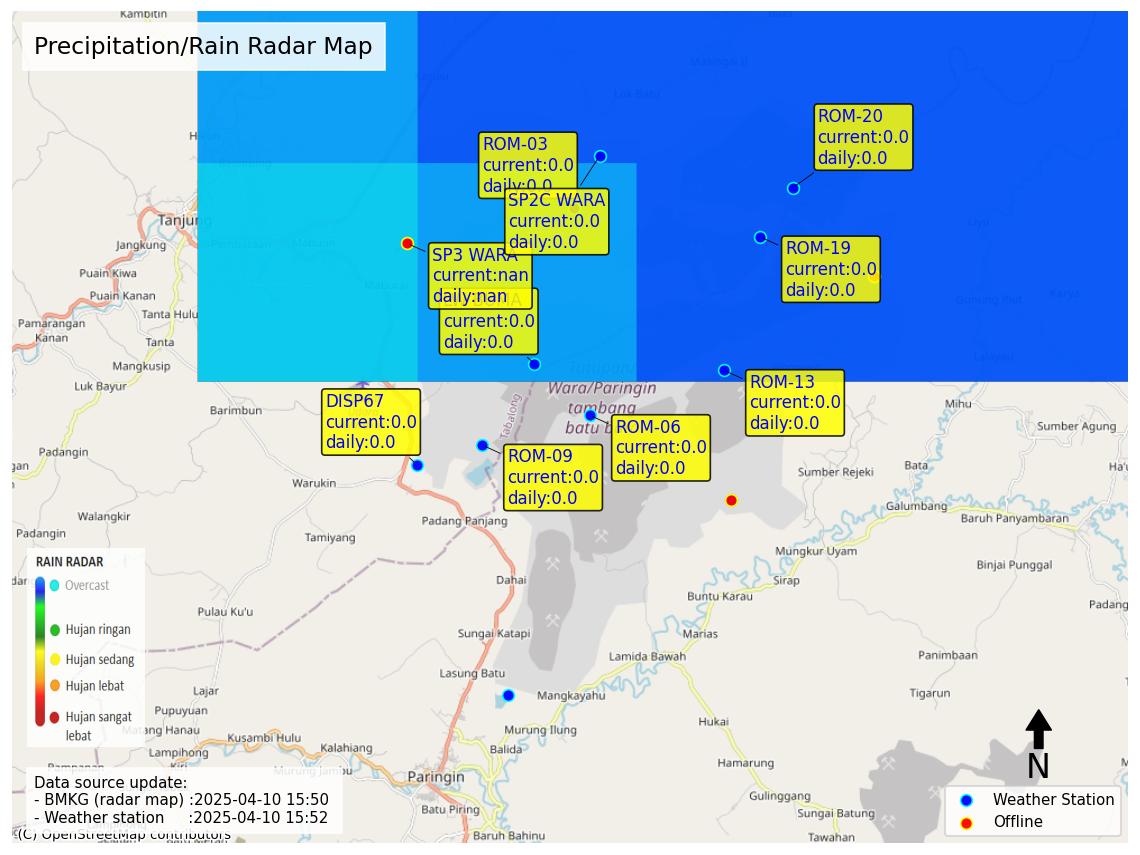 Kambitin
Precipitation/Rain Radar Map
ROM-20
current:0.0
daily:0.0
ROM-03
current:0.0
daily:0.0
SP2C WARA
current:0.0
daily:0.0
Tanjung
Jangkung
ROM-19
current:0.0
daily:0.0
SP3 WARA
current:nan
daily:nan
current:0.0
daily:0.0
Puain Kiwa
Puain Kanan
Tanta Hulu
Pamarangan
Kanan
Tanta
Mangkusip
Luk Bayur
Wara/Paringin
tambang
batu b
Tabalong
ROM-13
current:0.0
daily:0.0
DISP67
current:0.0
daily:0.0
ROM-06
current:0.0
daily:0.0
ROM-09
current:0.0
daily:0.0
Barimbun
Mihu
Sumber Agung
Padangin
Warukin
Sumber Rejeki
Bata
Ha'u
Galumbang
Baruh Panyambaran
Walangkir
Padang Panjang
Padangin
Tamiyang
Mungkur Uyam
Binjai Punggal
Dahai
Sirap
Buntu Karau
Padang
RAIN RADAR
Overcast
Hujan ringan
Hujan sedang
Hujan lebat
Hujan sangat
lebat
Pulau Ku'u
Sungai Katapi
Marias
Lamida Bawah
Panimbaan
Lasung Batu
Lajar
Mangkayahu
Tigarun
Pupuyuan
Matang Hanau
Hukai
Murung Ilung
Kusambi Hulu
Kalahiang
Lampihong
Balida
Kiri
Pampanan
Murung Jambu
Hamarung
Paringin
N
Gulinggang
Batu Piring
Sungai Batung
Baruh Bahinu
Tawahan
Data source update:
- BMKG (radar map) :2025-04-10 15:50
- Weather station :2025-04-10 15:52
(C) OpenStreetMap contributors
Weather Station
Offline